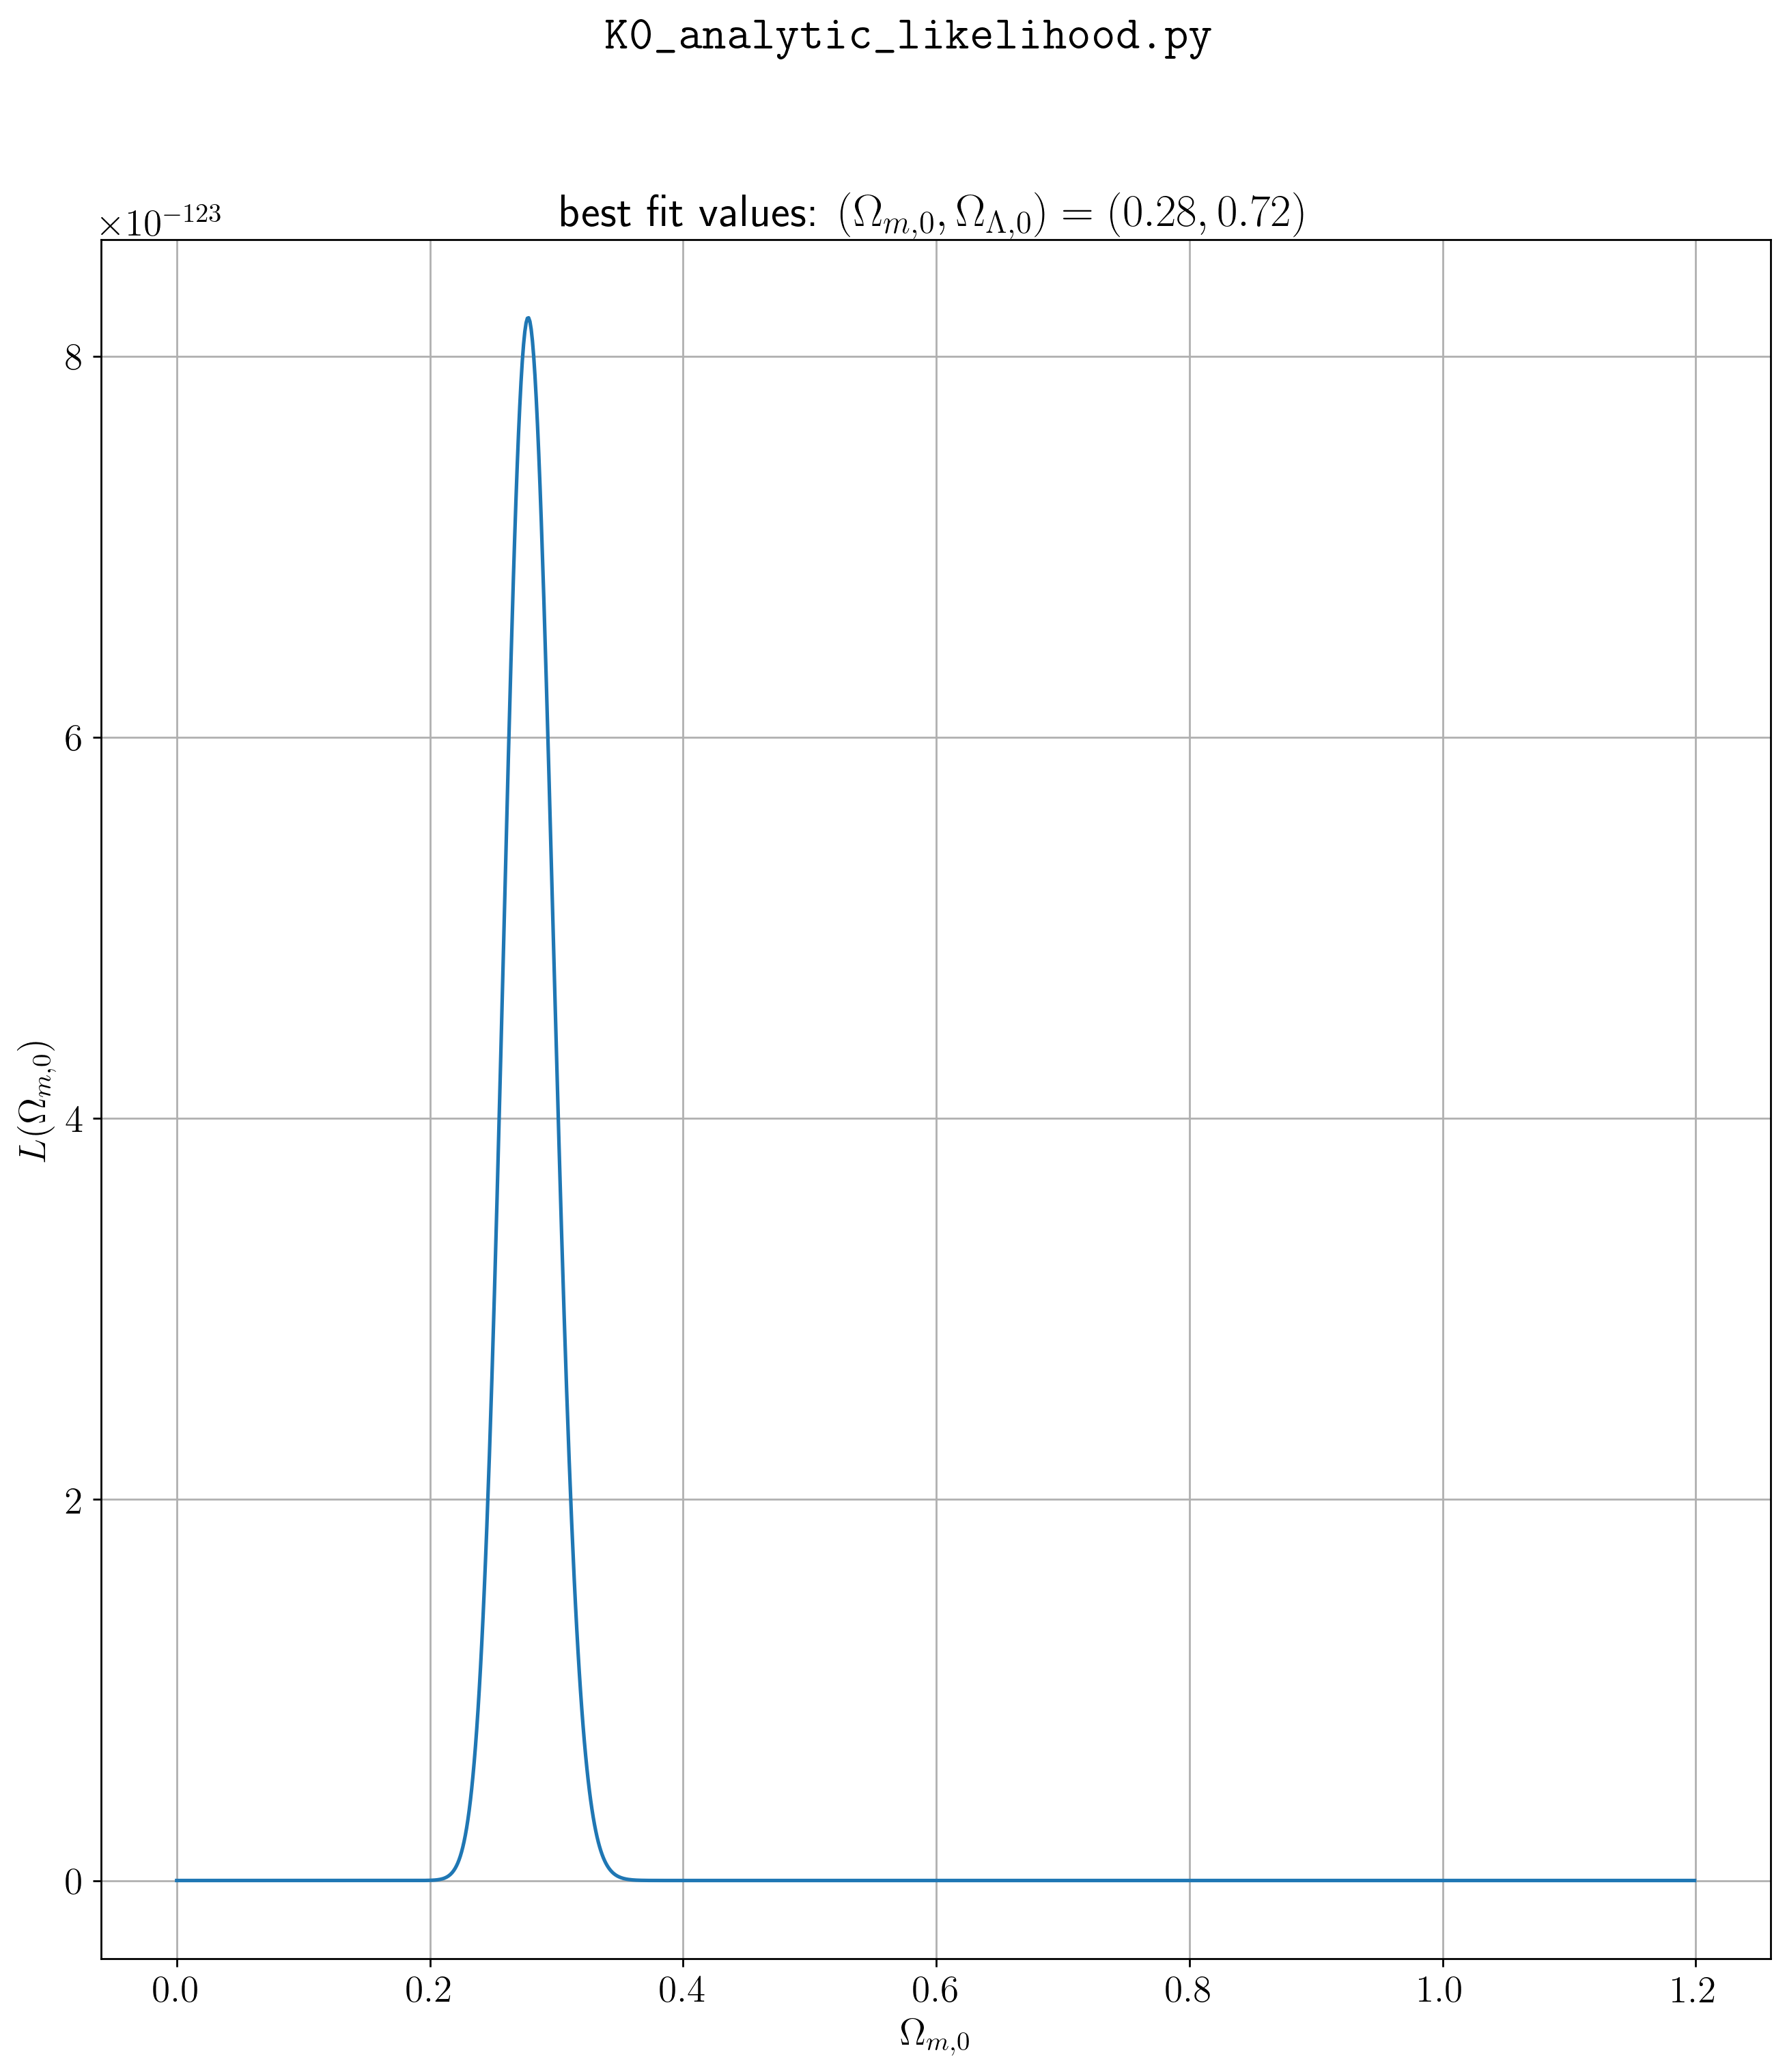 K0_analytic_likelihood.py
best fit values: (Ω_{m,0}, Ω_{Λ,0}) = (0.28, 0.72)
×10^{−123}
8
6
4
2
0
L(Ω_{m,0})
0.0 0.2 0.4 0.6 0.8 1.0 1.2
Ω_{m,0}